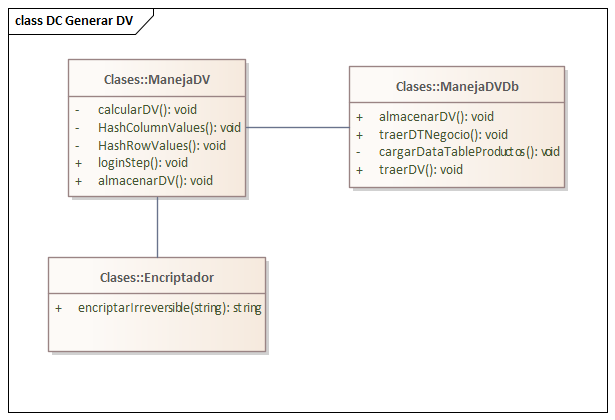 class DC Generar DV
Clases::ManejaDV
- calcularDV(): void
- HashColumnValues(): void
- HashRowValues(): void
+ loginStep(): void
+ almacenarDV(): void
Clases::ManejaDVDb
+ almacenarDV(): void
+ traerDTNegocio(): void
- cargarDataTableProductos(): void
+ traerDV(): void
Clases::Encriptador
+ encriptarIrreversible(string): string